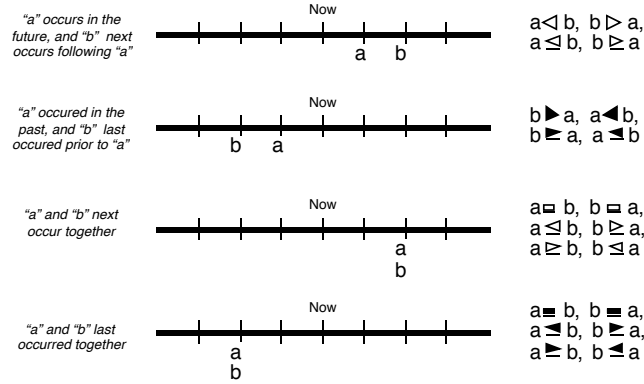 "a" occurs in the
future, and "b" next
occurs following "a"
Now
a b
a ◁ b, b ▷ a,
a ⊴ b, b ⊵ a
"a" occured in the
past, and "b" last
occured prior to "a"
Now
b a
b ▶ a, a ◀ b,
b ▶̲ a, a ◀̲ b
"a" and "b" next
occur together
Now
a
b
a ▭̲ b, b ▭̲ a,
a ⊴ b, b ⊵ a,
a ⊵ b, b ⊴ a
"a" and "b" last
occurred together
Now
a
b
a ▬̲ b, b ▬̲ a,
a ◀̲ b, b ▶̲ a,
a ▶̲ b, b ◀̲ a